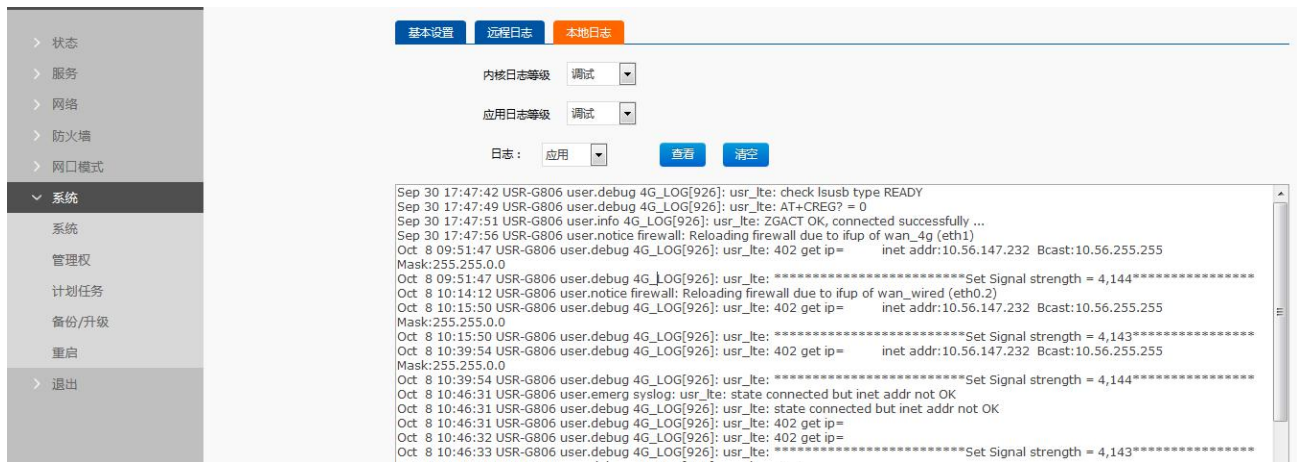 基本设置 远程日志 本地日志
状态
服务
网络
防火墙
网口模式
系统
系统
管理权
计划任务
备份/升级
重启
退出
内核日志等级 调试
应用日志等级 调试
日志： 应用 查看 清空
Sep 30 17:47:42 USR-G806 user.debug 4G_LOG[926]: usr_lte: check lsusb type READY
Sep 30 17:47:49 USR-G806 user.debug 4G_LOG[926]: usr_lte: AT+CREG? = 0
Sep 30 17:47:51 USR-G806 user.info 4G_LOG[926]: usr_lte: ZGACT OK, connected successfully ...
Sep 30 17:47:56 USR-G806 user.notice firewall: Reloading firewall due to ifup of wan_4g (eth1)
Oct 8 09:51:47 USR-G806 user.debug 4G_LOG[926]: usr_lte: 402 get ip= inet addr:10.56.147.232 Bcast:10.56.255.255
Mask:255.255.0.0
Oct 8 09:51:47 USR-G806 user.debug 4G_LOG[926]: usr_lte: *************************Set Signal strength = 4,144****************
Oct 8 10:14:12 USR-G806 user.notice firewall: Reloading firewall due to ifup of wan_wired (eth0.2)
Oct 8 10:15:50 USR-G806 user.debug 4G_LOG[926]: usr_lte: 402 get ip= inet addr:10.56.147.232 Bcast:10.56.255.255
Mask:255.255.0.0
Oct 8 10:15:50 USR-G806 user.debug 4G_LOG[926]: usr_lte: *************************Set Signal strength = 4,143****************
Oct 8 10:39:54 USR-G806 user.debug 4G_LOG[926]: usr_lte: 402 get ip= inet addr:10.56.147.232 Bcast:10.56.255.255
Mask:255.255.0.0
Oct 8 10:39:54 USR-G806 user.debug 4G_LOG[926]: usr_lte: *************************Set Signal strength = 4,144****************
Oct 8 10:46:31 USR-G806 user.emerg syslog: usr_lte: state connected but inet addr not OK
Oct 8 10:46:31 USR-G806 user.debug 4G_LOG[926]: usr_lte: state connected but inet addr not OK
Oct 8 10:46:31 USR-G806 user.debug 4G_LOG[926]: usr_lte: 402 get ip=
Oct 8 10:46:32 USR-G806 user.debug 4G_LOG[926]: usr_lte: 402 get ip=
Oct 8 10:46:33 USR-G806 user.debug 4G_LOG[926]: usr_lte: *************************Set Signal strength = 4,143****************